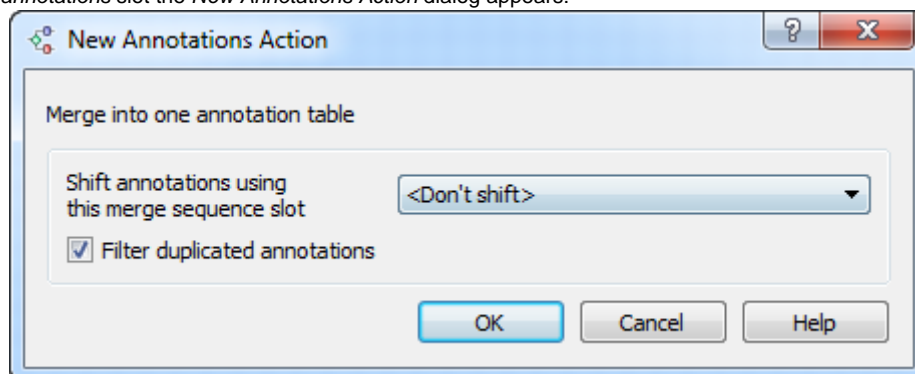 annotations slot the New Annotations Action dialog appears:
New Annotations Action
?
X
Merge into one annotation table
Shift annotations using
this merge sequence slot
<Don't shift>
Filter duplicated annotations
OK
Cancel
Help